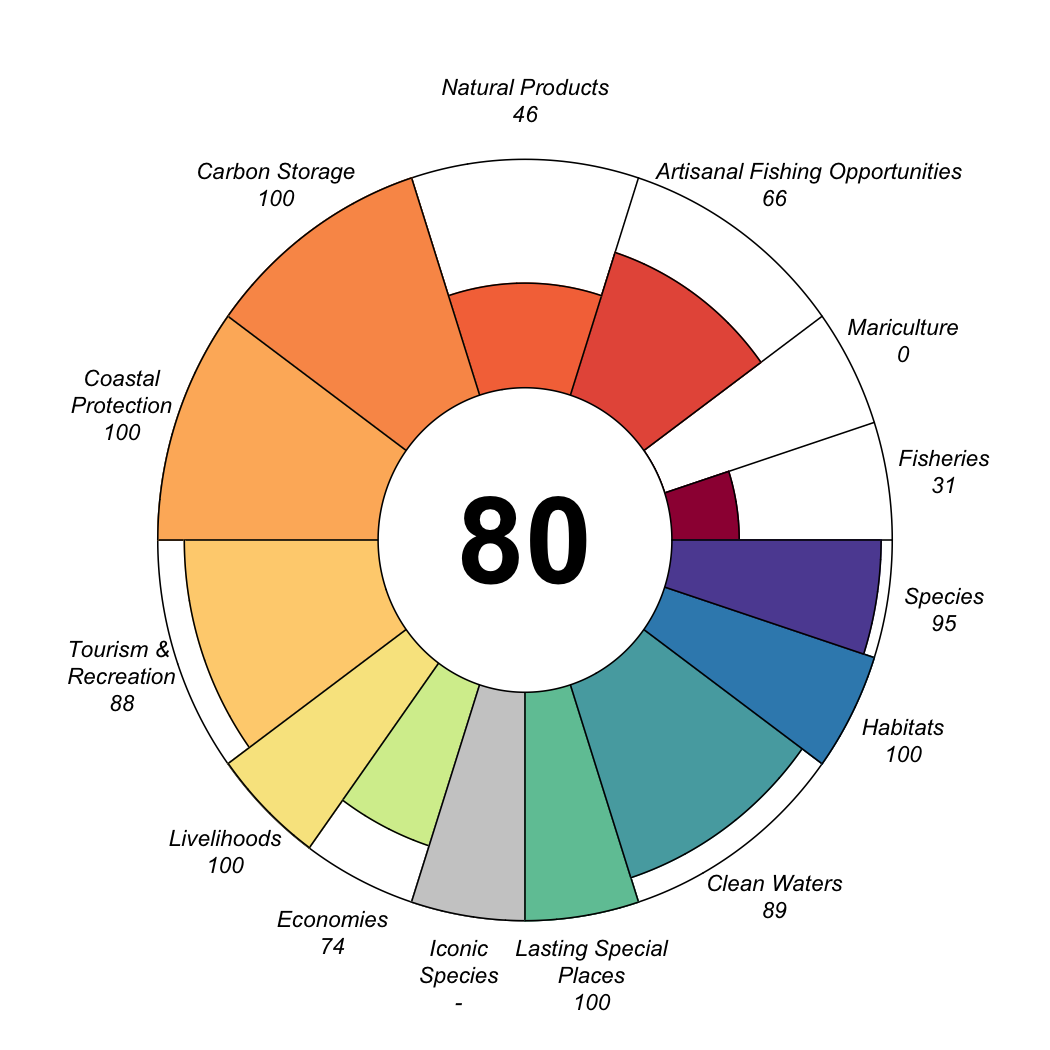 Natural Products
46
Artisanal Fishing Opportunities
66
Carbon Storage
100
Mariculture
0
Coastal
Protection
100
Fisheries
31
80
Species
95
Tourism &
Recreation
88
Habitats
100
Livelihoods
100
Clean Waters
89
Economies
74
Iconic
Species
-
Lasting Special
Places
100